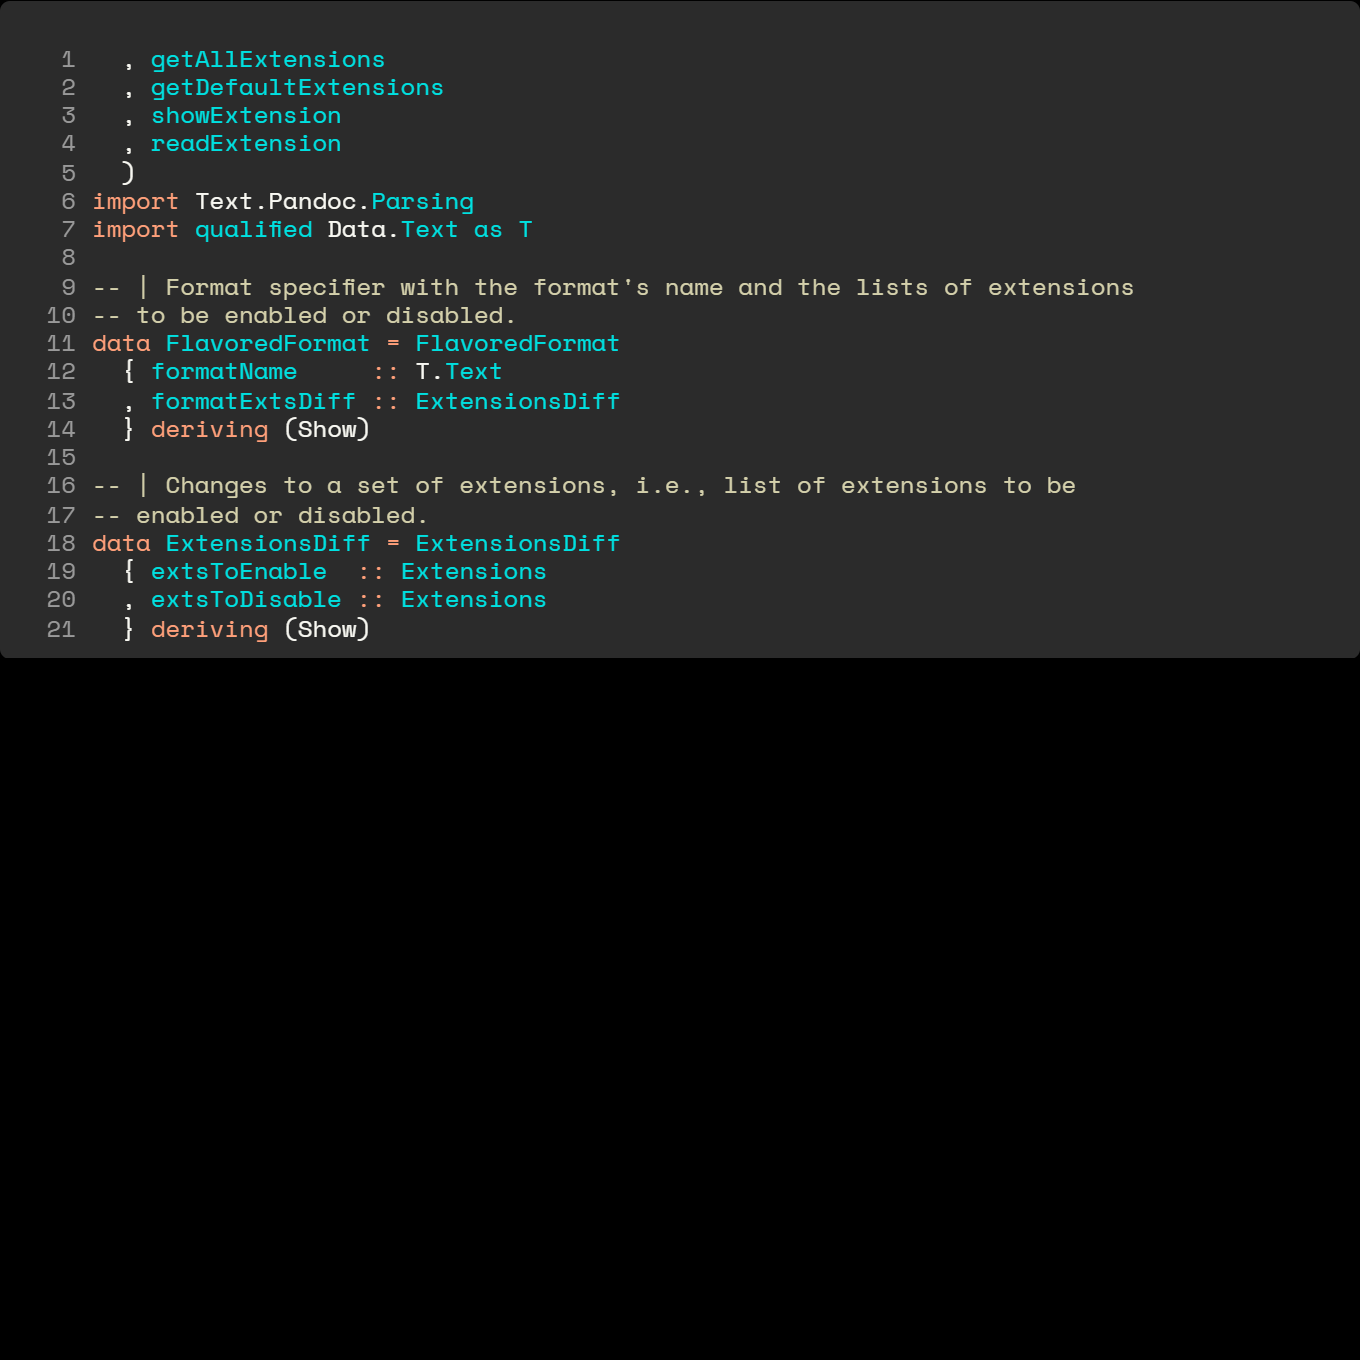 1   , getAllExtensions
2   , getDefaultExtensions
3   , showExtension
4   , readExtension
5   )
6 import Text.Pandoc.Parsing
7 import qualified Data.Text as T
8
9 -- | Format specifier with the format's name and the lists of extensions
10 -- to be enabled or disabled.
11 data FlavoredFormat = FlavoredFormat
12   { formatName     :: T.Text
13   , formatExtsDiff :: ExtensionsDiff
14   } deriving (Show)
15
16 -- | Changes to a set of extensions, i.e., list of extensions to be
17 -- enabled or disabled.
18 data ExtensionsDiff = ExtensionsDiff
19   { extsToEnable  :: Extensions
20   , extsToDisable :: Extensions
21   } deriving (Show)